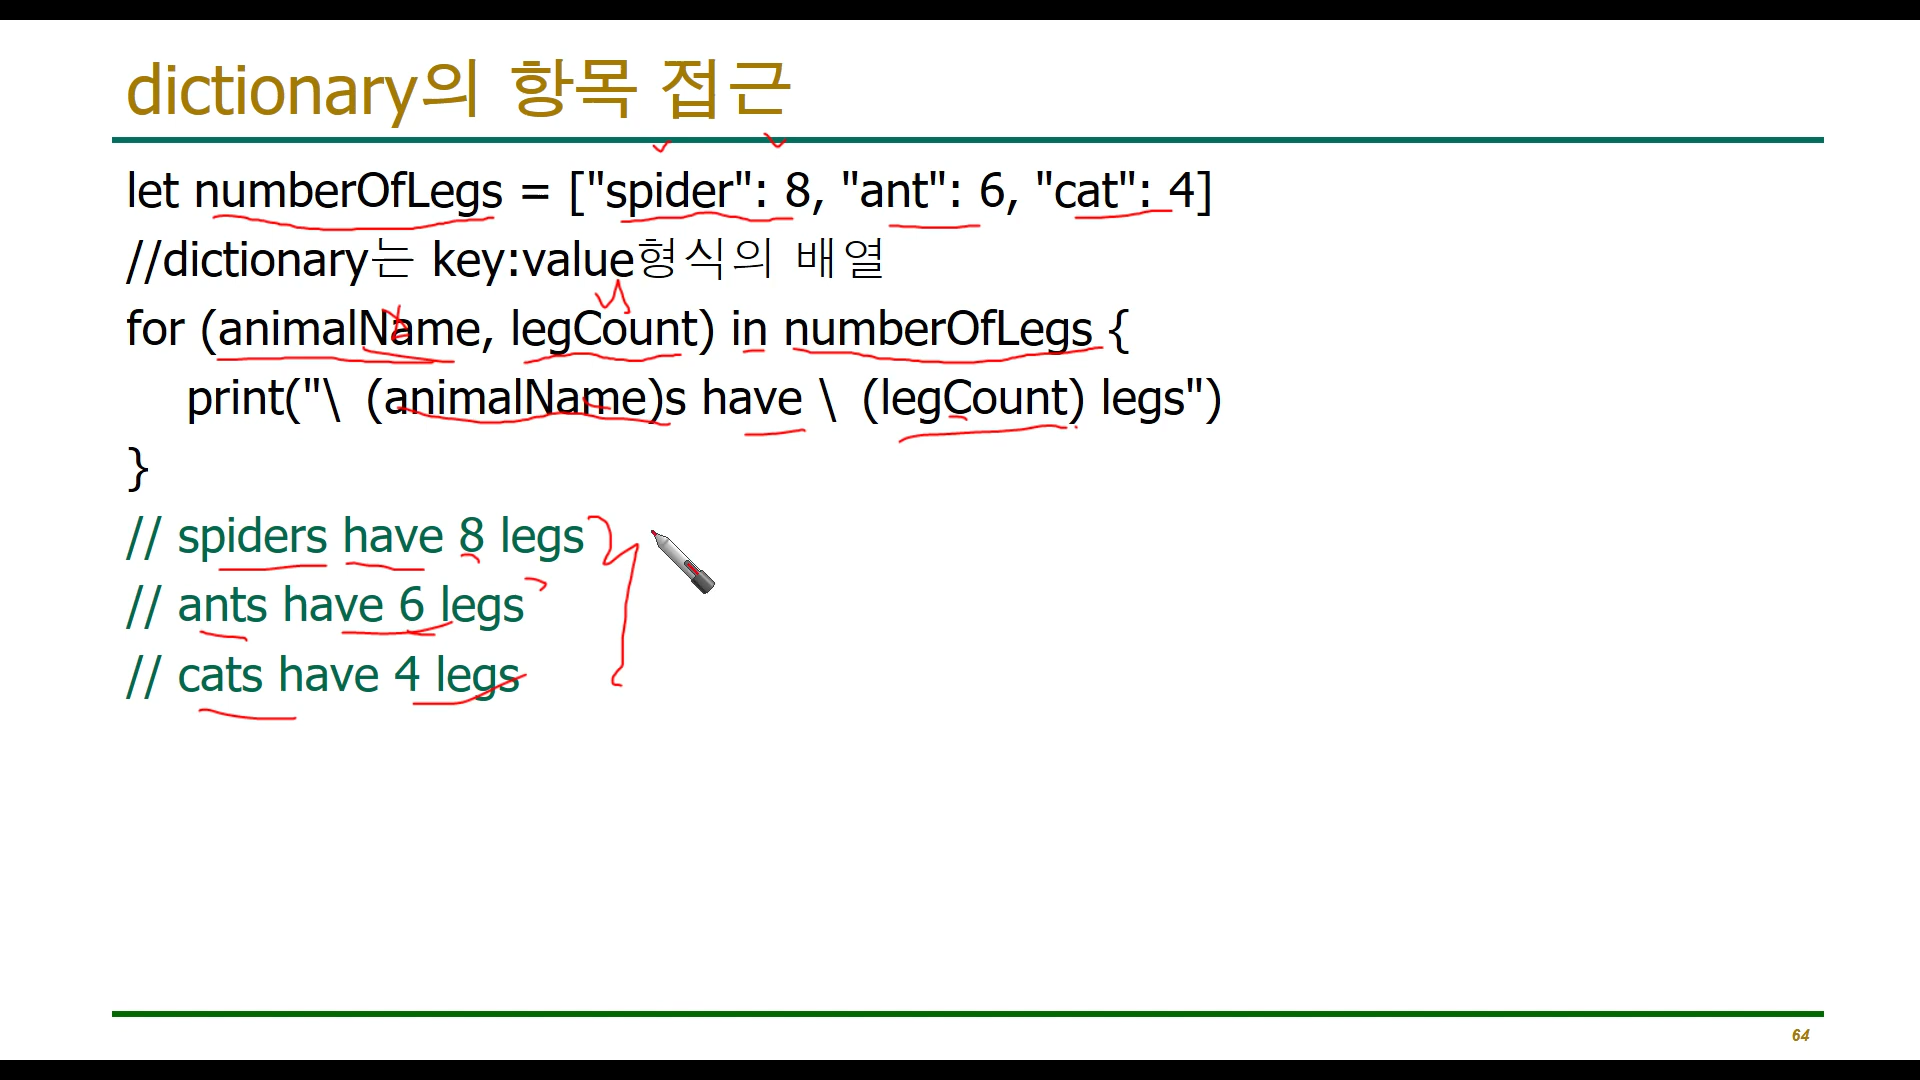 dictionary의 항목 접근
let numberOfLegs = ["spider": 8, "ant": 6, "cat": 4]
//dictionary는 key:value형식의 배열
for (animalName, legCount) in numberOfLegs {
print("\ (animalName)s have \ (legCount) legs")
}
// spiders have 8 legs
// ants have 6 legs
// cats have 4 legs
64